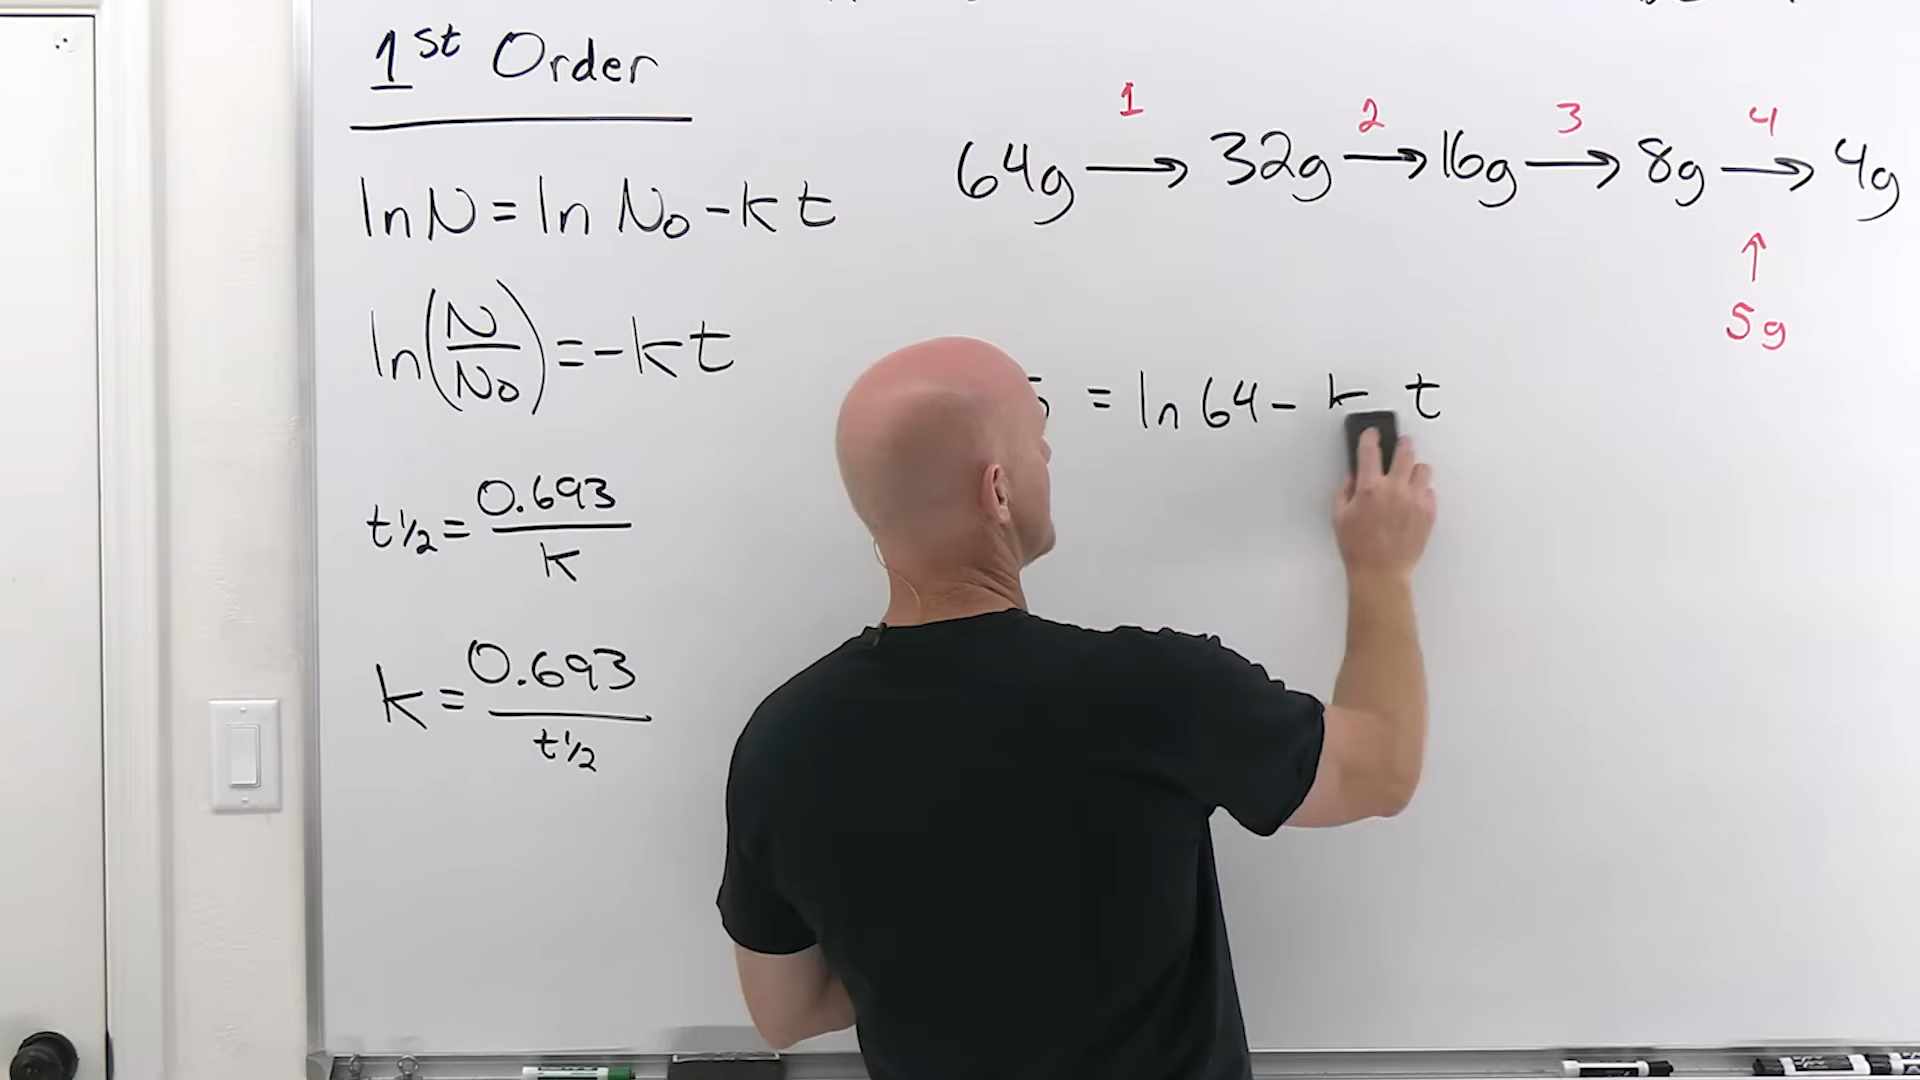 1st Order
ln N = ln N₀ - kt
ln(N/N₀) = -kt
t½ = 0.693/k
k = 0.693/t½
1 2 3 4
64g → 32g → 16g → 8g → 4g
↑
5g
5 = ln 64 - k t